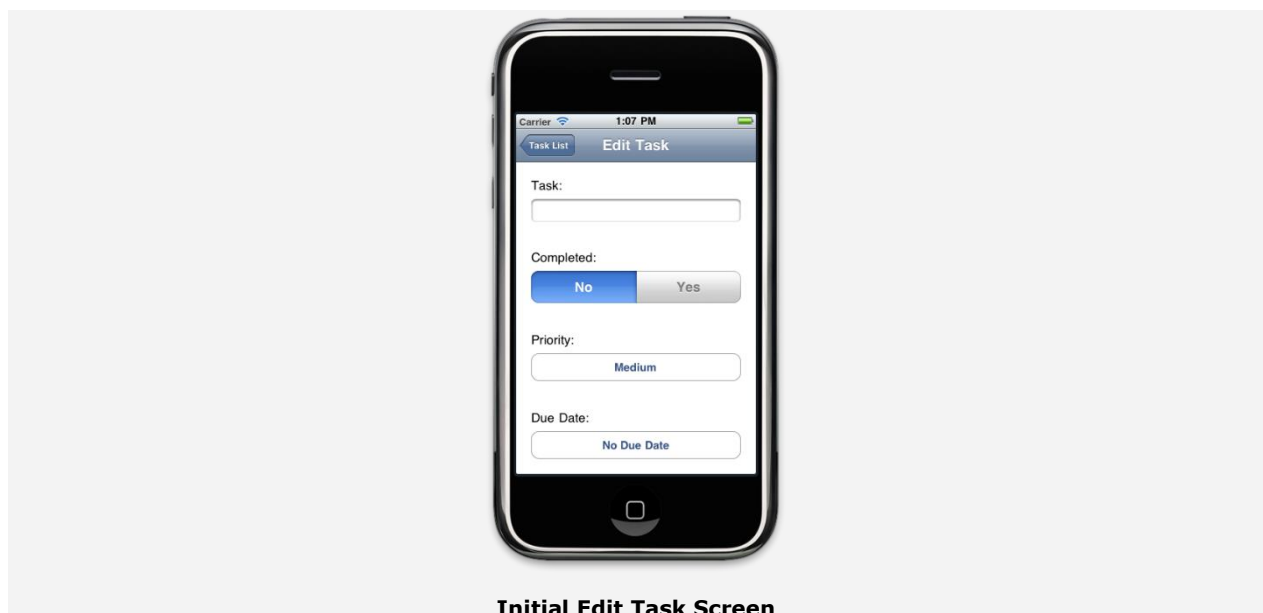 Carrier 1:07 PM
Task List Edit Task
Task:
Completed:
No Yes
Priority:
Medium
Due Date:
No Due Date
Initial Edit Task Screen